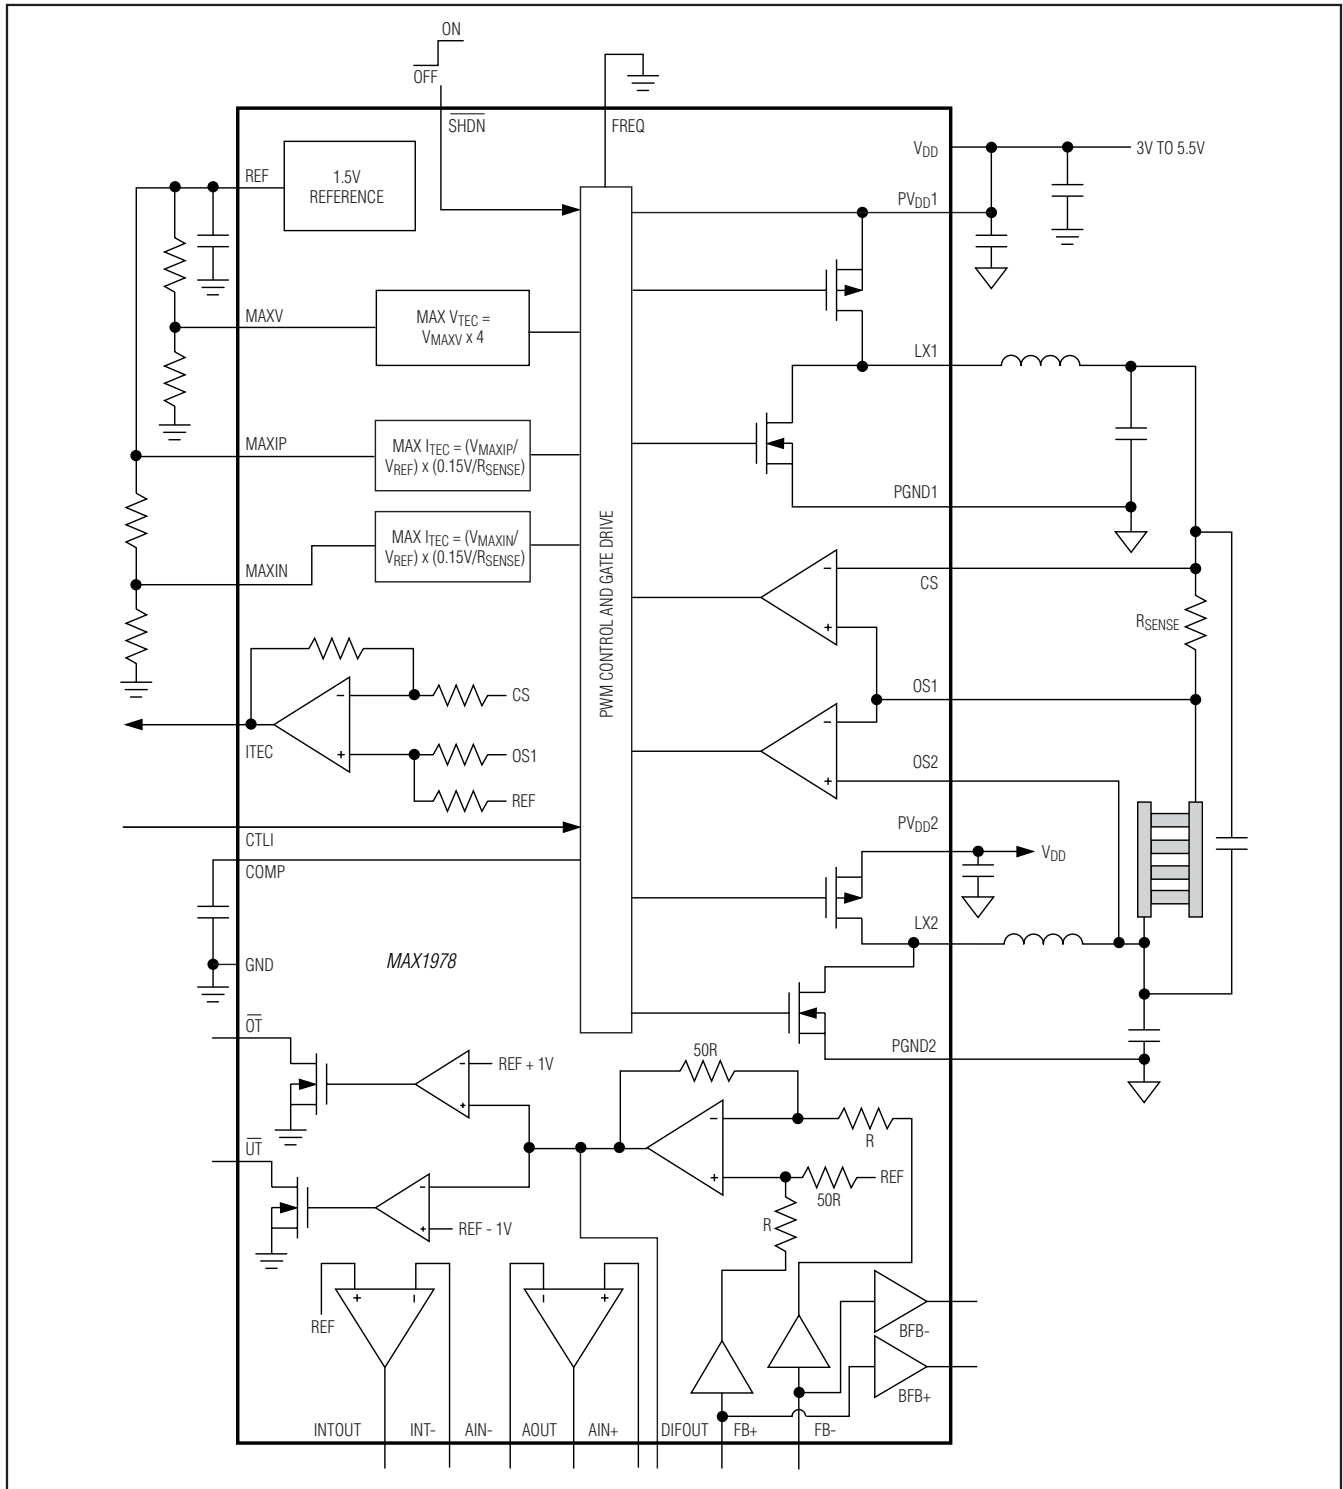 ON
OFF
SHDN
FREQ
VDD
3V TO 5.5V
REF
1.5V
REFERENCE
PVDD1
MAXV
MAX VTEC =
VMAXV x 4
LX1
MAXIP
MAX ITEC = (VMAXIP/
VREF) x (0.15V/RSENSE)
PGND1
MAXIN
MAX ITEC = (VMAXIN/
VREF) x (0.15V/RSENSE)
PWM CONTROL AND GATE DRIVE
-
+
CS
RSENSE
OS1
-
+
OS2
-
+
CS
OS1
REF
ITEC
CTLI
COMP
PVDD2
VDD
LX2
GND
MAX1978
PGND2
OT
-
+
REF + 1V
50R
-
+
R
REF
50R
R
UT
-
+
REF - 1V
+
-
REF
-
+
BFB-
BFB+
INTOUT
INT-
AIN-
AOUT
AIN+
DIFOUT
FB+
FB-